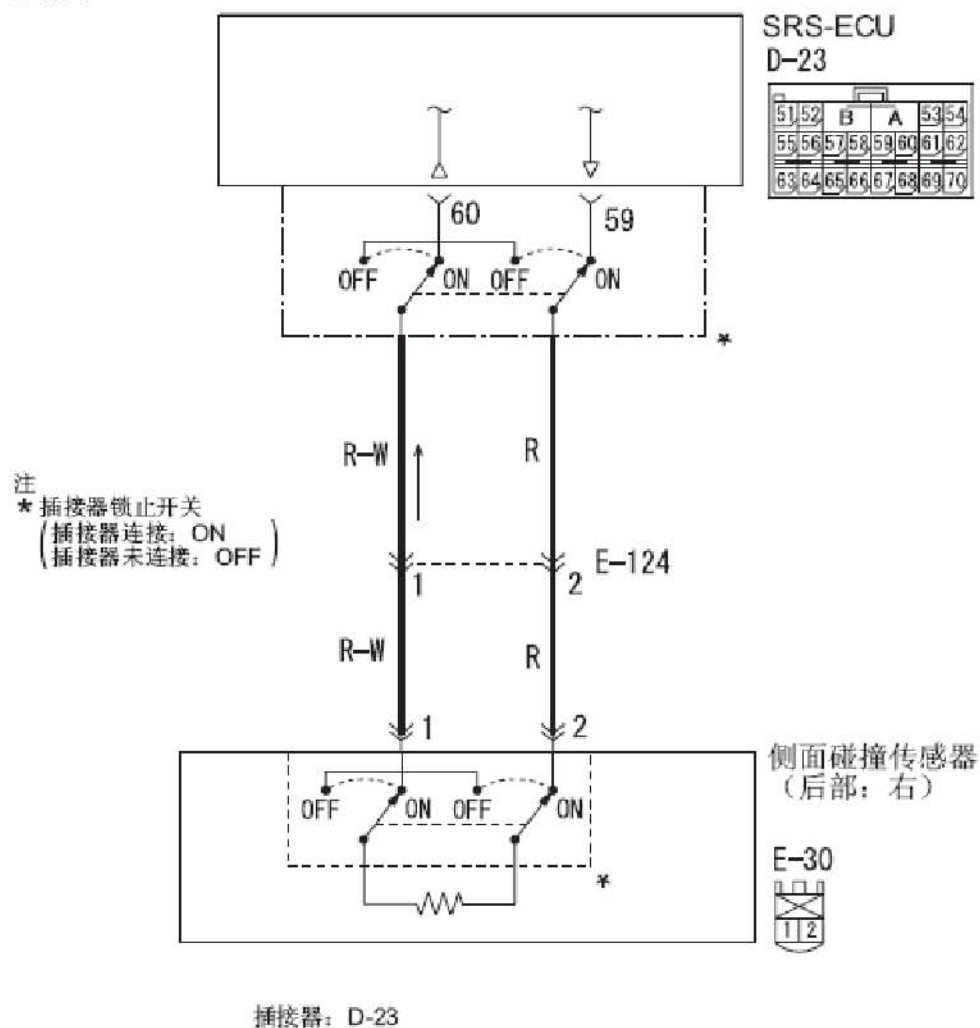 SRS-ECU
D-23
51 52 B A 53 54
55 56 57 58 59 60 61 62
63 64 65 66 67 68 69 70
60
59
OFF
ON
OFF
ON
*
R-W
R
注
* 插接器锁止开关
(插接器连接：ON
插接器未连接：OFF)
1
2
E-124
R-W
R
1
2
侧面碰撞传感器
（后部：右）
OFF
ON
OFF
ON
*
E-30
1 2
插接器：D-23